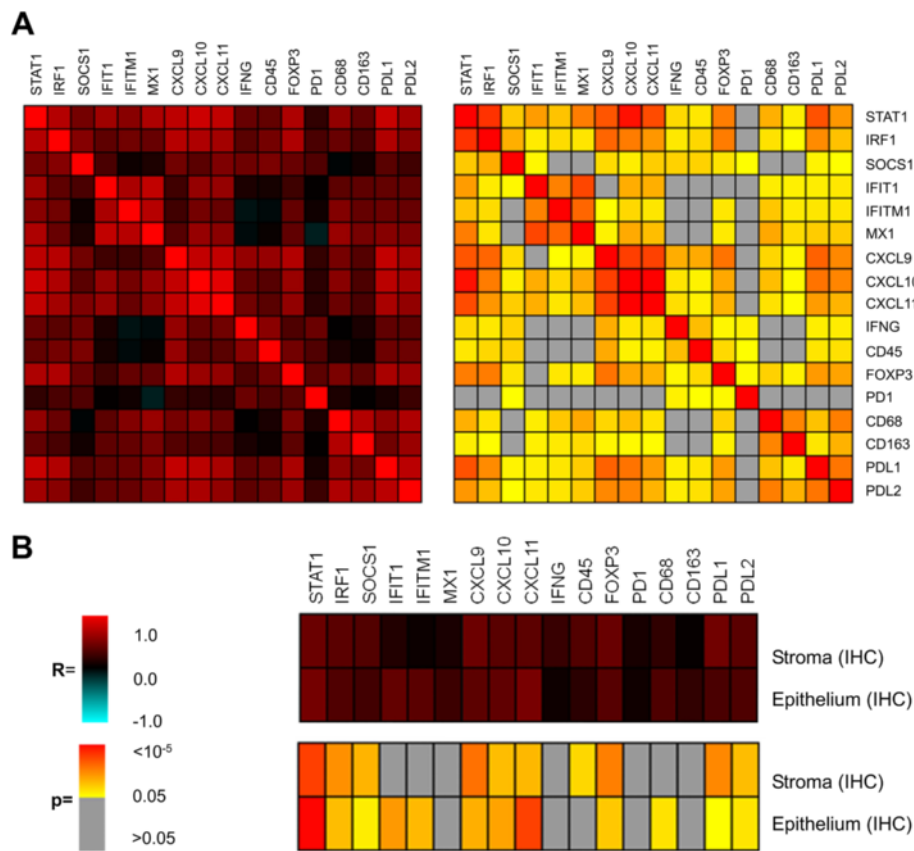 A
STAT1 IRF1 SOCS1 IFIT1 IFITM1 MX1 CXCL9 CXCL10 CXCL11 IFNG CD45 FOXP3 PD1 CD68 CD163 PDL1 PDL2
STAT1 IRF1 SOCS1 IFIT1 IFITM1 MX1 CXCL9 CXCL10 CXCL11 IFNG CD45 FOXP3 PD1 CD68 CD163 PDL1 PDL2
STAT1
IRF1
SOCS1
IFIT1
IFITM1
MX1
CXCL9
CXCL10
CXCL11
IFNG
CD45
FOXP3
PD1
CD68
CD163
PDL1
PDL2
B
STAT1 IRF1 SOCS1 IFIT1 IFITM1 MX1 CXCL9 CXCL10 CXCL11 IFNG CD45 FOXP3 PD1 CD68 CD163 PDL1 PDL2
R=
1.0
0.0
-1.0
Stroma (IHC)
Epithelium (IHC)
p=
<10⁻⁵
0.05
>0.05
Stroma (IHC)
Epithelium (IHC)